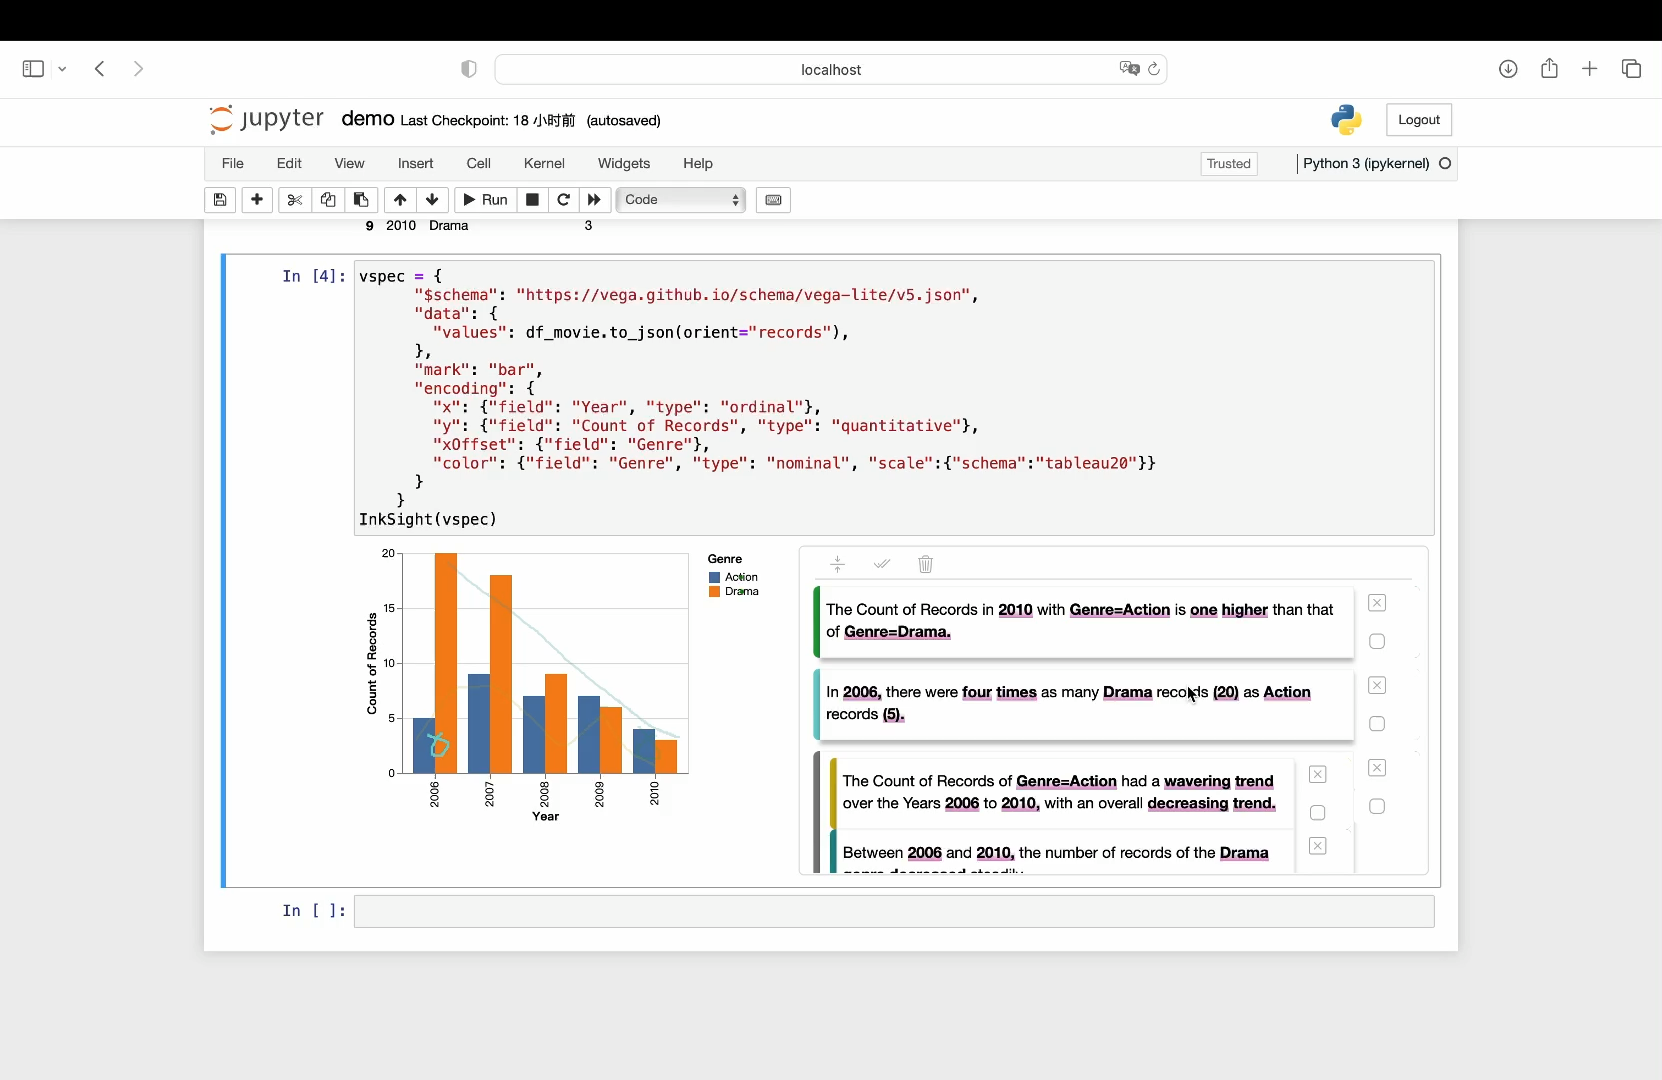 localhost
jupyter demo Last Checkpoint: 18 小时前 (autosaved)
Logout
File Edit View Insert Cell Kernel Widgets Help
Trusted
Python 3 (ipykernel)
Run
Code
9 2010 Drama 3
In [4]:
vspec = {
"$schema": "https://vega.github.io/schema/vega-lite/v5.json",
"data": {
"values": df_movie.to_json(orient="records"),
},
"mark": "bar",
"encoding": {
"x": {"field": "Year", "type": "ordinal"},
"y": {"field": "Count of Records", "type": "quantitative"},
"xOffset": {"field": "Genre"},
"color": {"field": "Genre", "type": "nominal", "scale":{"schema":"tableau20"}}
}
}
InkSight(vspec)
20
15
10
5
0
Count of Records
2006
2007
2008
2009
2010
Year
Genre
Action
Drama
The Count of Records in 2010 with Genre=Action is one higher than that
of Genre=Drama.
In 2006, there were four times as many Drama records (20) as Action
records (5).
The Count of Records of Genre=Action had a wavering trend
over the Years 2006 to 2010, with an overall decreasing trend.
Between 2006 and 2010, the number of records of the Drama
genre decreased steadily.
In [ ]: